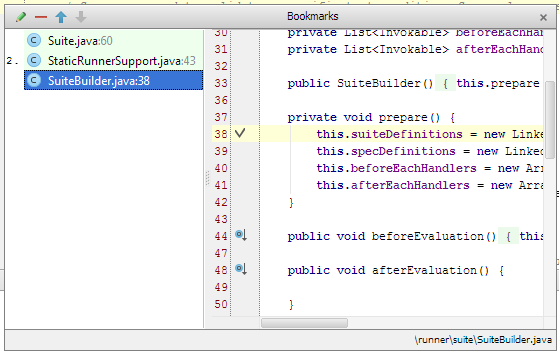 Bookmarks
Suite.java:60
2. StaticRunnerSupport.java:43
SuiteBuilder.java:38
30 private List<Invokable> beforeEachHan
31 private List<Invokable> afterEachHand
32
33 public SuiteBuilder() { this.prepare
36
37 private void prepare() {
38 this.suiteDefinitions = new Linke
39 this.specDefinitions = new Linked
40 this.beforeEachHandlers = new Arr
41 this.afterEachHandlers = new Arra
42 }
43
44 public void beforeEvaluation() { thi
47
48 public void afterEvaluation() {
49
50 }
\runner\suite\SuiteBuilder.java